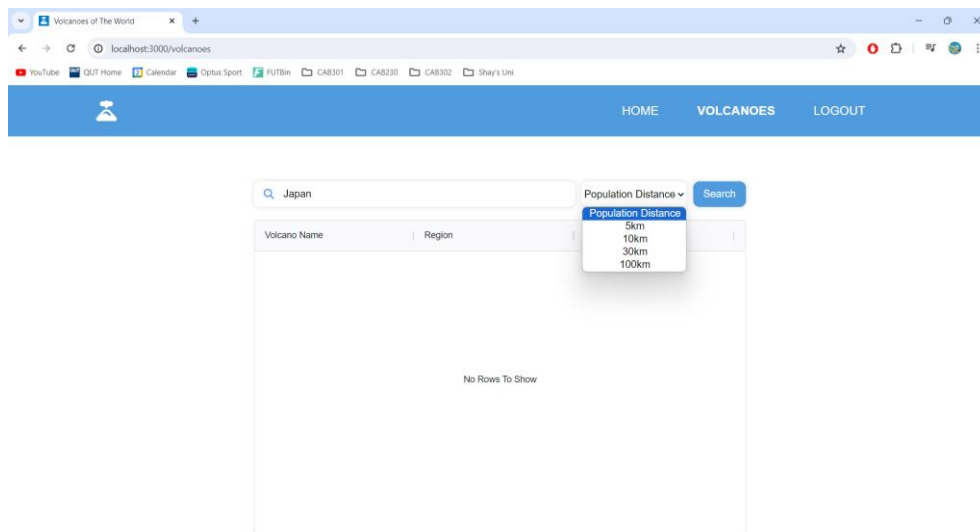 Volcanoes of The World
localhost:3000/volcanoes
YouTube QUT Home Calendar Optus Sport FUTBin CAB301 CAB230 CAB302 Shay's Uni
HOME VOLCANOES LOGOUT
Japan Population Distance Search
Population Distance
5km
10km
30km
100km
Volcano Name Region
No Rows To Show